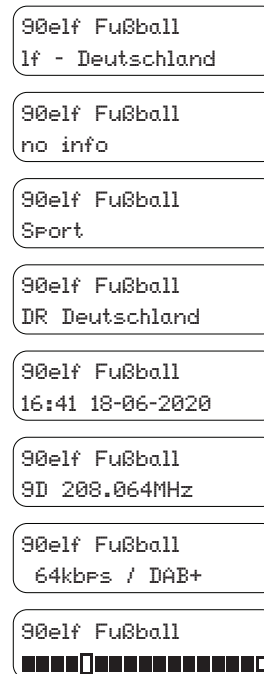 90elf Fußball
lf - Deutschland
90elf Fußball
no info
90elf Fußball
Sport
90elf Fußball
DR Deutschland
90elf Fußball
16:41 18-06-2020
90elf Fußball
9D 208.064MHz
90elf Fußball
64kbps / DAB+
90elf Fußball